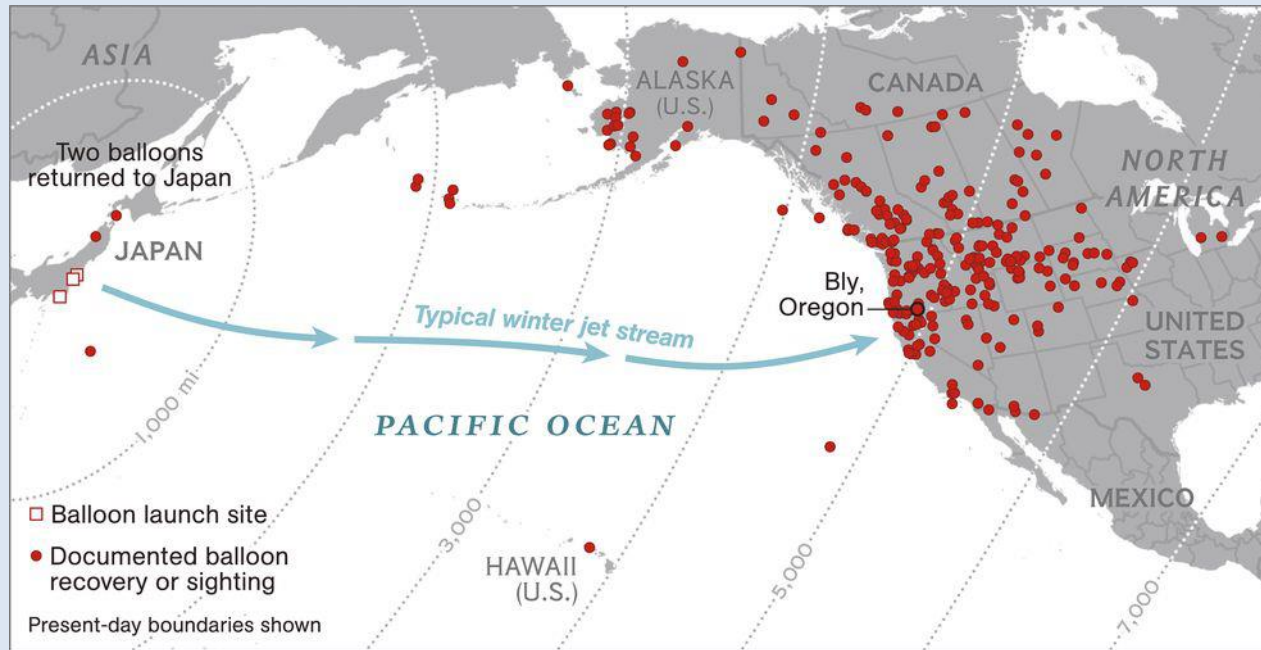 ASIA
ALASKA
(U.S.)
CANADA
Two balloons
returned to Japan
NORTH
AMERICA
JAPAN
Bly,
Oregon
Typical winter jet stream
UNITED
STATES
1,000 mi.
PACIFIC OCEAN
MEXICO
3,000
5,000
7,000
HAWAII
(U.S.)
Balloon launch site
Documented balloon
recovery or sighting
Present-day boundaries shown